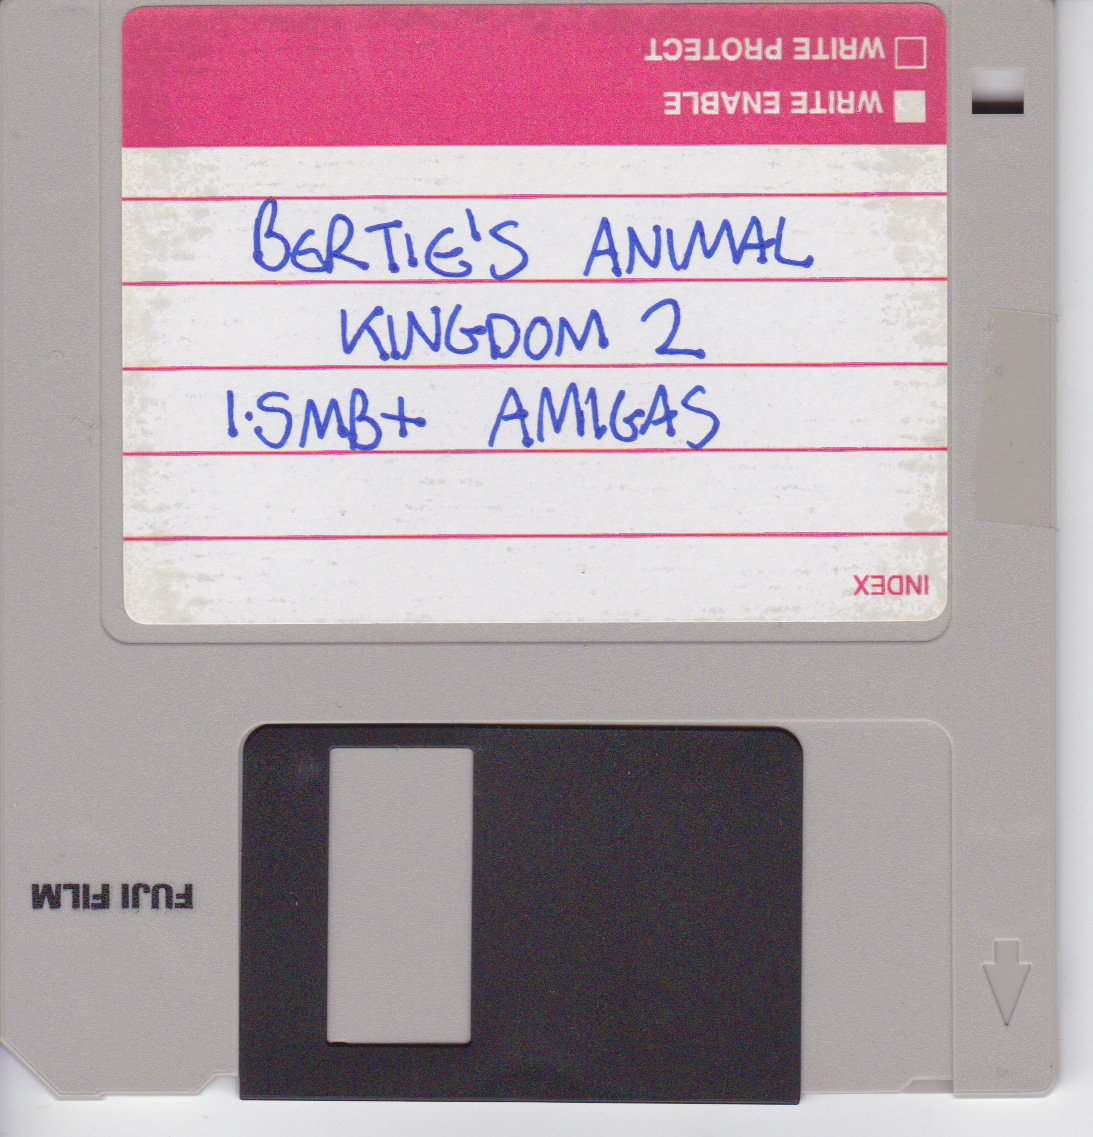 WRITE PROTECT
WRITE ENABLE
BERTIE'S ANIMAL
KINGDOM 2
1.5MB+ AMIGAS
INDEX
FUJI FILM